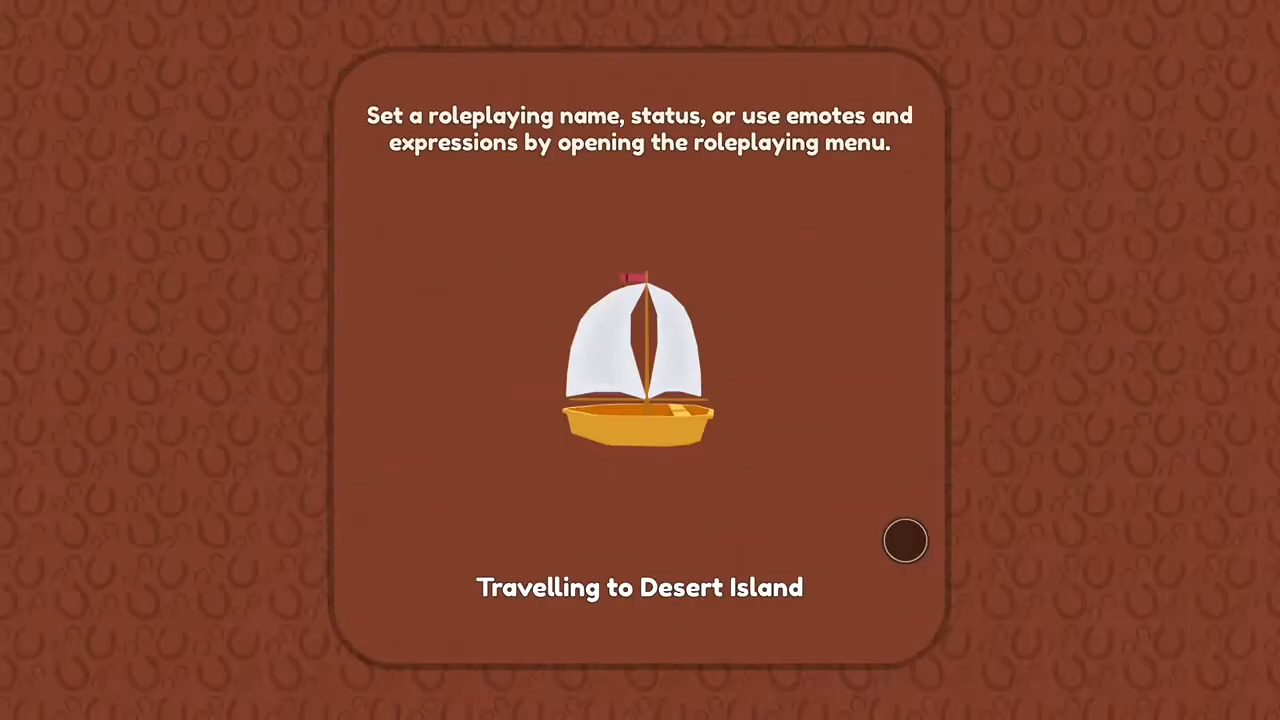 Set a roleplaying name, status, or use emotes and
expressions by opening the roleplaying menu.
Travelling to Desert Island